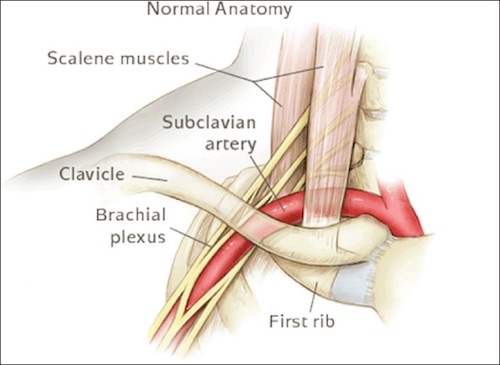 Normal Anatomy
Scalene muscles
Subclavian
artery
Clavicle
Brachial
plexus
First rib